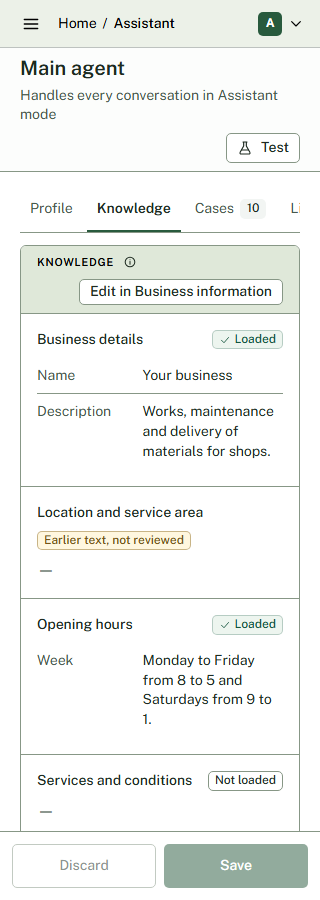 Home / Assistant
A
Main agent
Handles every conversation in Assistant
mode
Test
Profile
Knowledge
Cases 10
Li
KNOWLEDGE
Edit in Business information
Business details
Loaded
Name
Your business
Description
Works, maintenance
and delivery of
materials for shops.
Location and service area
Earlier text, not reviewed
—
Opening hours
Loaded
Week
Monday to Friday
from 8 to 5 and
Saturdays from 9 to
1.
Services and conditions
Not loaded
—
Discard
Save